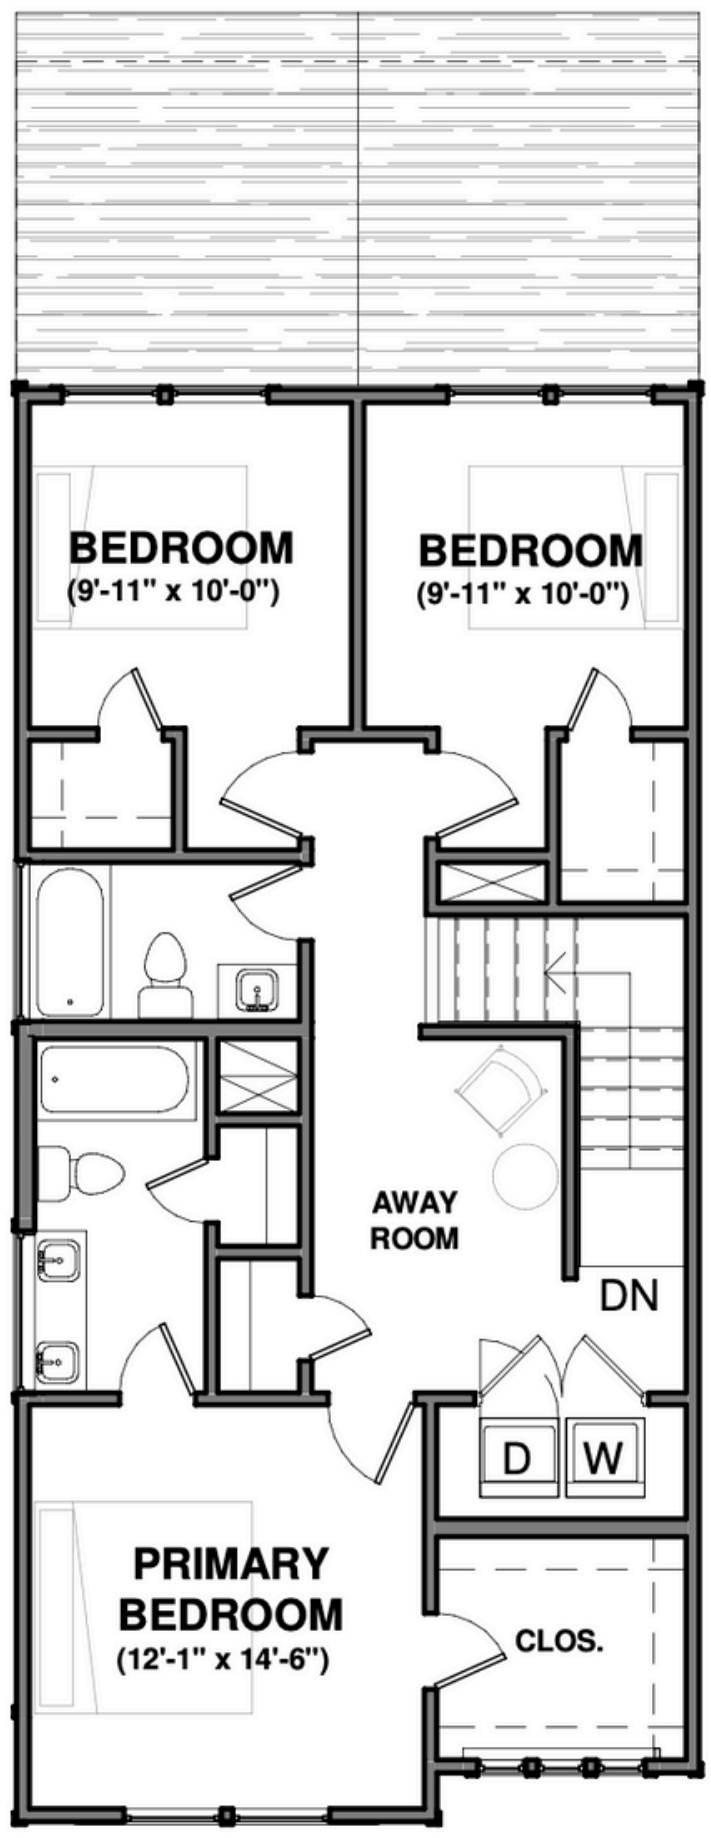 BEDROOM
(9'-11" x 10'-0")
BEDROOM
(9'-11" x 10'-0")
AWAY
ROOM
DN
D
W
PRIMARY
BEDROOM
(12'-1" x 14'-6")
CLOS.